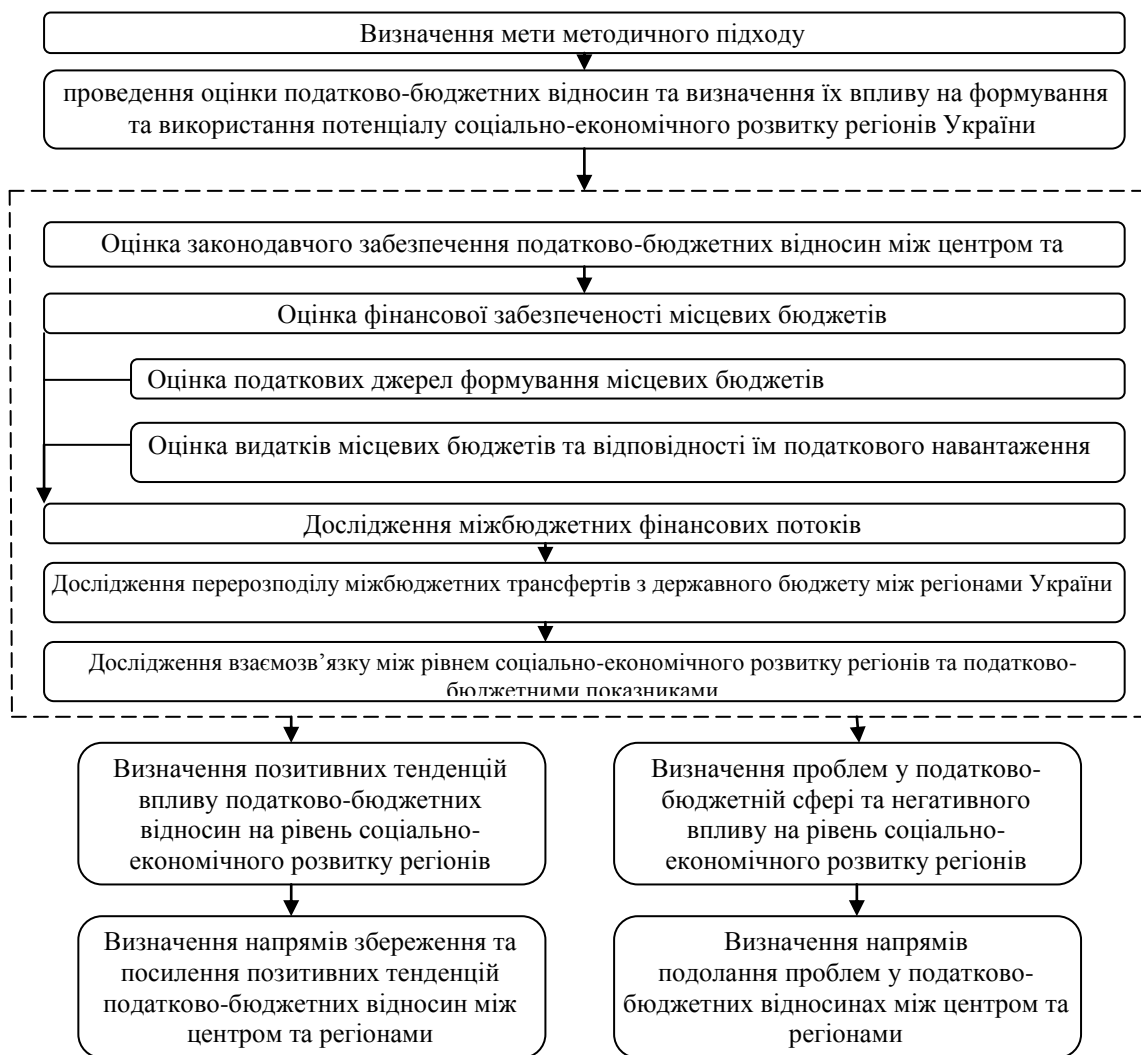 Визначення мети методичного підходу
проведення оцінки податково-бюджетних відносин та визначення їх впливу на формування
та використання потенціалу соціально-економічного розвитку регіонів України
Оцінка законодавчого забезпечення податково-бюджетних відносин між центром та
Оцінка фінансової забезпеченості місцевих бюджетів
Оцінка податкових джерел формування місцевих бюджетів
Оцінка видатків місцевих бюджетів та відповідності їм податкового навантаження
Дослідження міжбюджетних фінансових потоків
Дослідження перерозподілу міжбюджетних трансфертів з державного бюджету між регіонами України
Дослідження взаємозв’язку між рівнем соціально-економічного розвитку регіонів та податково-
бюджетними показниками
Визначення позитивних тенденцій
впливу податково-бюджетних
відносин на рівень соціально-
економічного розвитку регіонів
Визначення проблем у податково-
бюджетній сфері та негативного
впливу на рівень соціально-
економічного розвитку регіонів
Визначення напрямів збереження та
посилення позитивних тенденцій
податково-бюджетних відносин між
центром та регіонами
Визначення напрямів
подолання проблем у податково-
бюджетних відносинах між центром та
регіонами